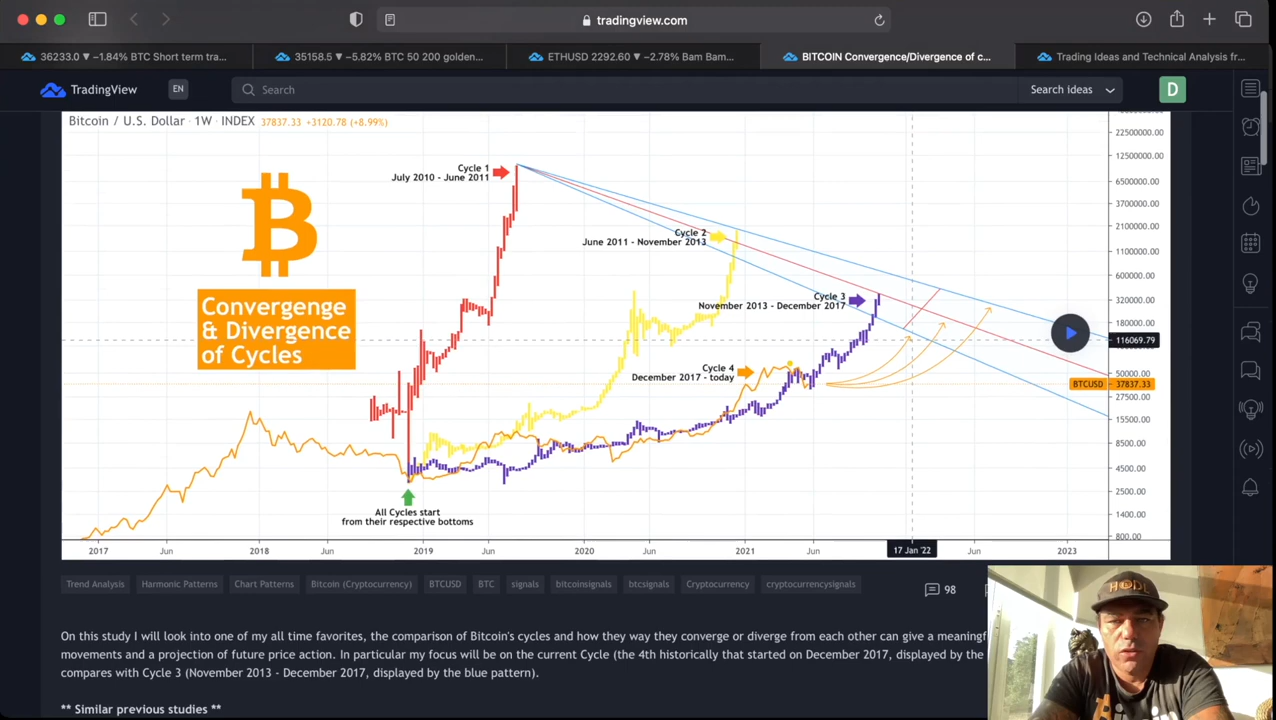 tradingview.com
36233.0 ▼ −1.84% BTC Short term tra...
35158.5 ▼ −5.82% BTC 50 200 golden...
ETHUSD 2292.60 ▼ −2.78% Bam Bam...
BITCOIN Convergence/Divergence of c...
Trading Ideas and Technical Analysis fr...
TradingView
EN
Search
Search ideas
D
Bitcoin / U.S. Dollar · 1W · INDEX 37837.33 +3120.78 (+8.99%)
22500000.00
12500000.00
6500000.00
3700000.00
2100000.00
1100000.00
600000.00
320000.00
180000.00
116069.79
50000.00
BTCUSD 37837.33
27500.00
15500.00
8500.00
4500.00
2500.00
1400.00
800.00
Cycle 1
July 2010 - June 2011
Cycle 2
June 2011 - November 2013
Cycle 3
November 2013 - December 2017
Cycle 4
December 2017 - today
Convergenge
& Divergence
of Cycles
All Cycles start
from their respective bottoms
2017
Jun
2018
Jun
2019
Jun
2020
Jun
2021
Jun
17 Jan '22
Jun
2023
Trend Analysis
Harmonic Patterns
Chart Patterns
Bitcoin (Cryptocurrency)
BTCUSD
BTC
signals
bitcoinsignals
btcsignals
Cryptocurrency
cryptocurrencysignals
98
On this study I will look into one of my all time favorites, the comparison of Bitcoin's cycles and how they way they converge or diverge from each other can give a meaningf
movements and a projection of future price action. In particular my focus will be on the current Cycle (the 4th historically that started on December 2017, displayed by the
compares with Cycle 3 (November 2013 - December 2017, displayed by the blue pattern).
** Similar previous studies **